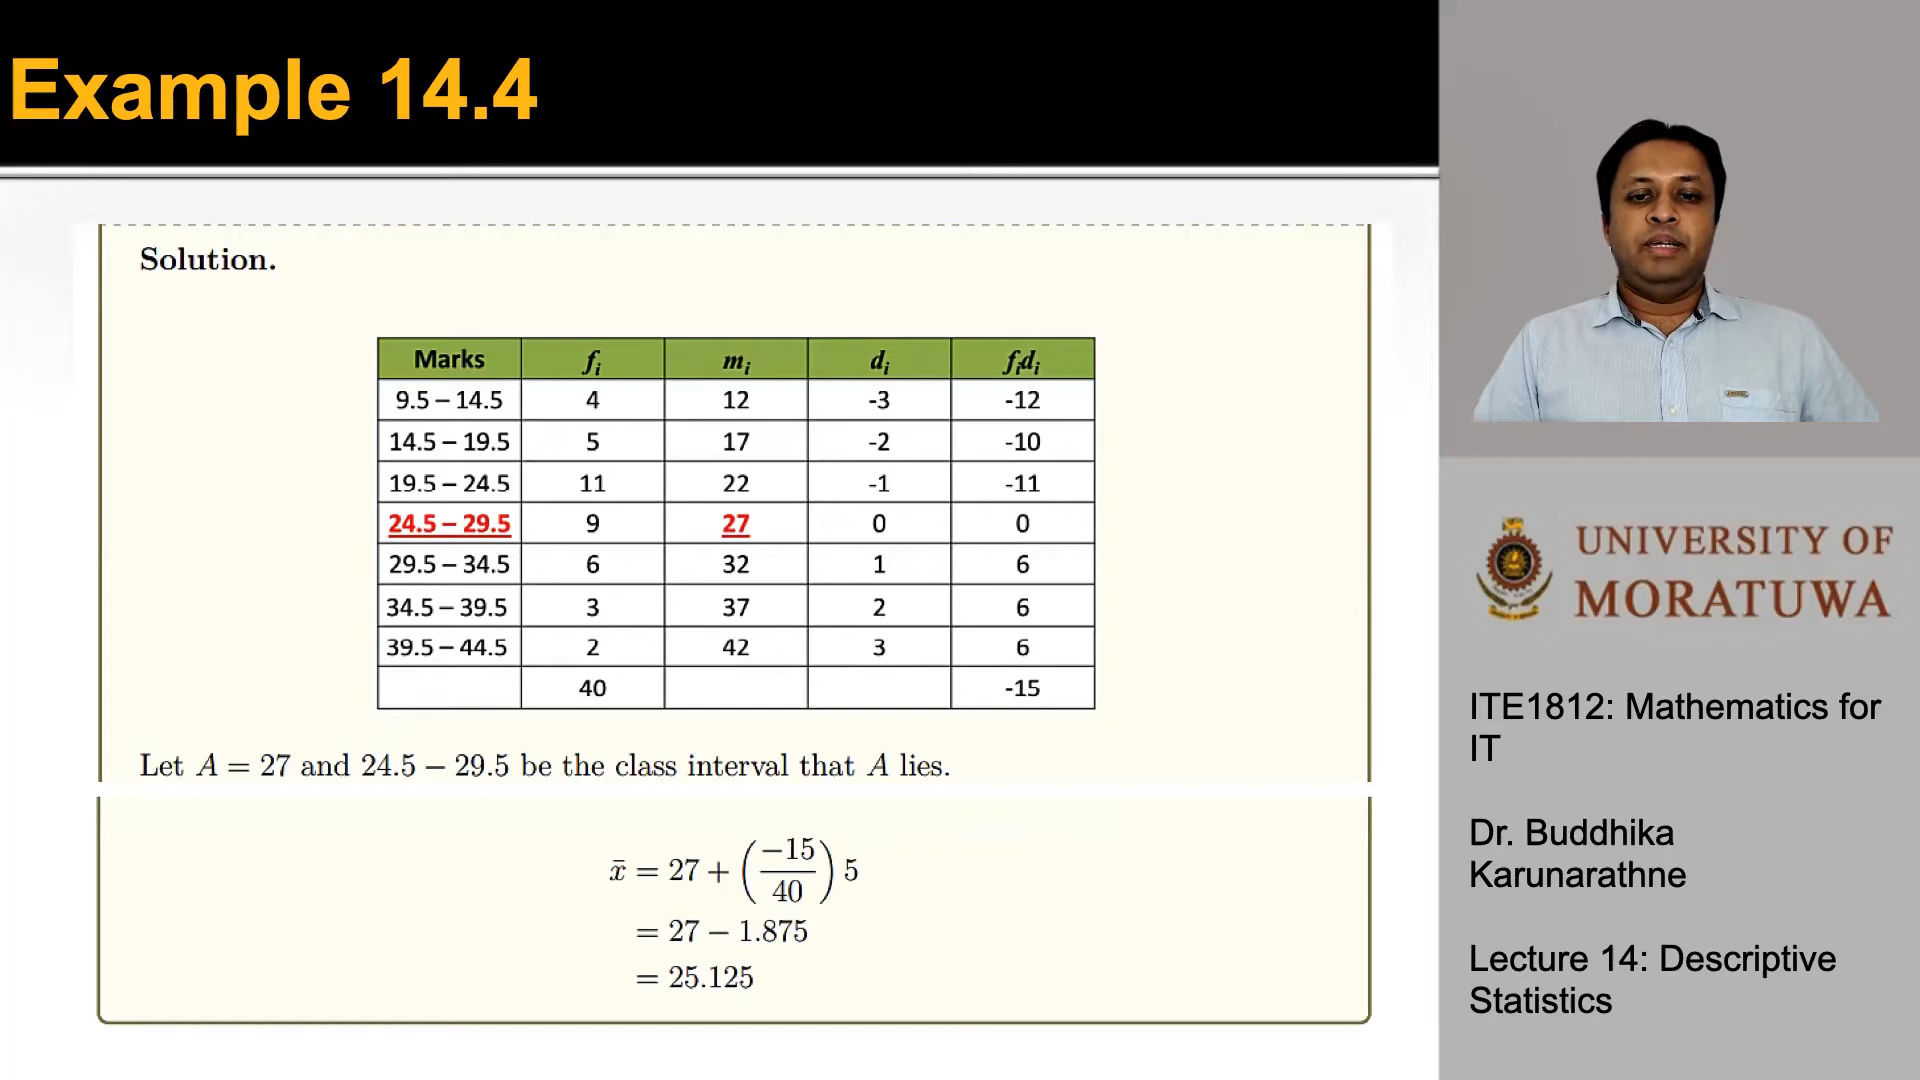 Example 14.4
Solution.
Marks fi mi di fidi
9.5 – 14.5 4 12 -3 -12
14.5 – 19.5 5 17 -2 -10
19.5 – 24.5 11 22 -1 -11
24.5 – 29.5 9 27 0 0
29.5 – 34.5 6 32 1 6
34.5 – 39.5 3 37 2 6
39.5 – 44.5 2 42 3 6
40 -15
Let A = 27 and 24.5 – 29.5 be the class interval that A lies.
x̄ = 27 + (−15/40) 5
= 27 − 1.875
= 25.125
UNIVERSITY OF
MORATUWA
ITE1812: Mathematics for
IT
Dr. Buddhika
Karunarathne
Lecture 14: Descriptive
Statistics